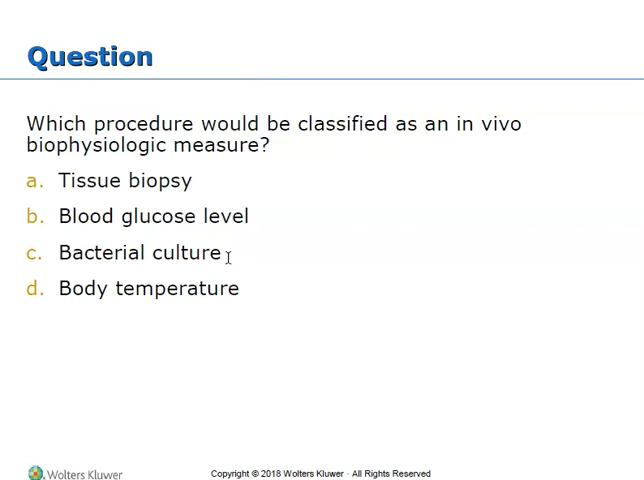 Question
Which procedure would be classified as an in vivo
biophysiologic measure?
a. Tissue biopsy
b. Blood glucose level
c. Bacterial culture
d. Body temperature
Wolters Kluwer
Copyright © 2018 Wolters Kluwer · All Rights Reserved